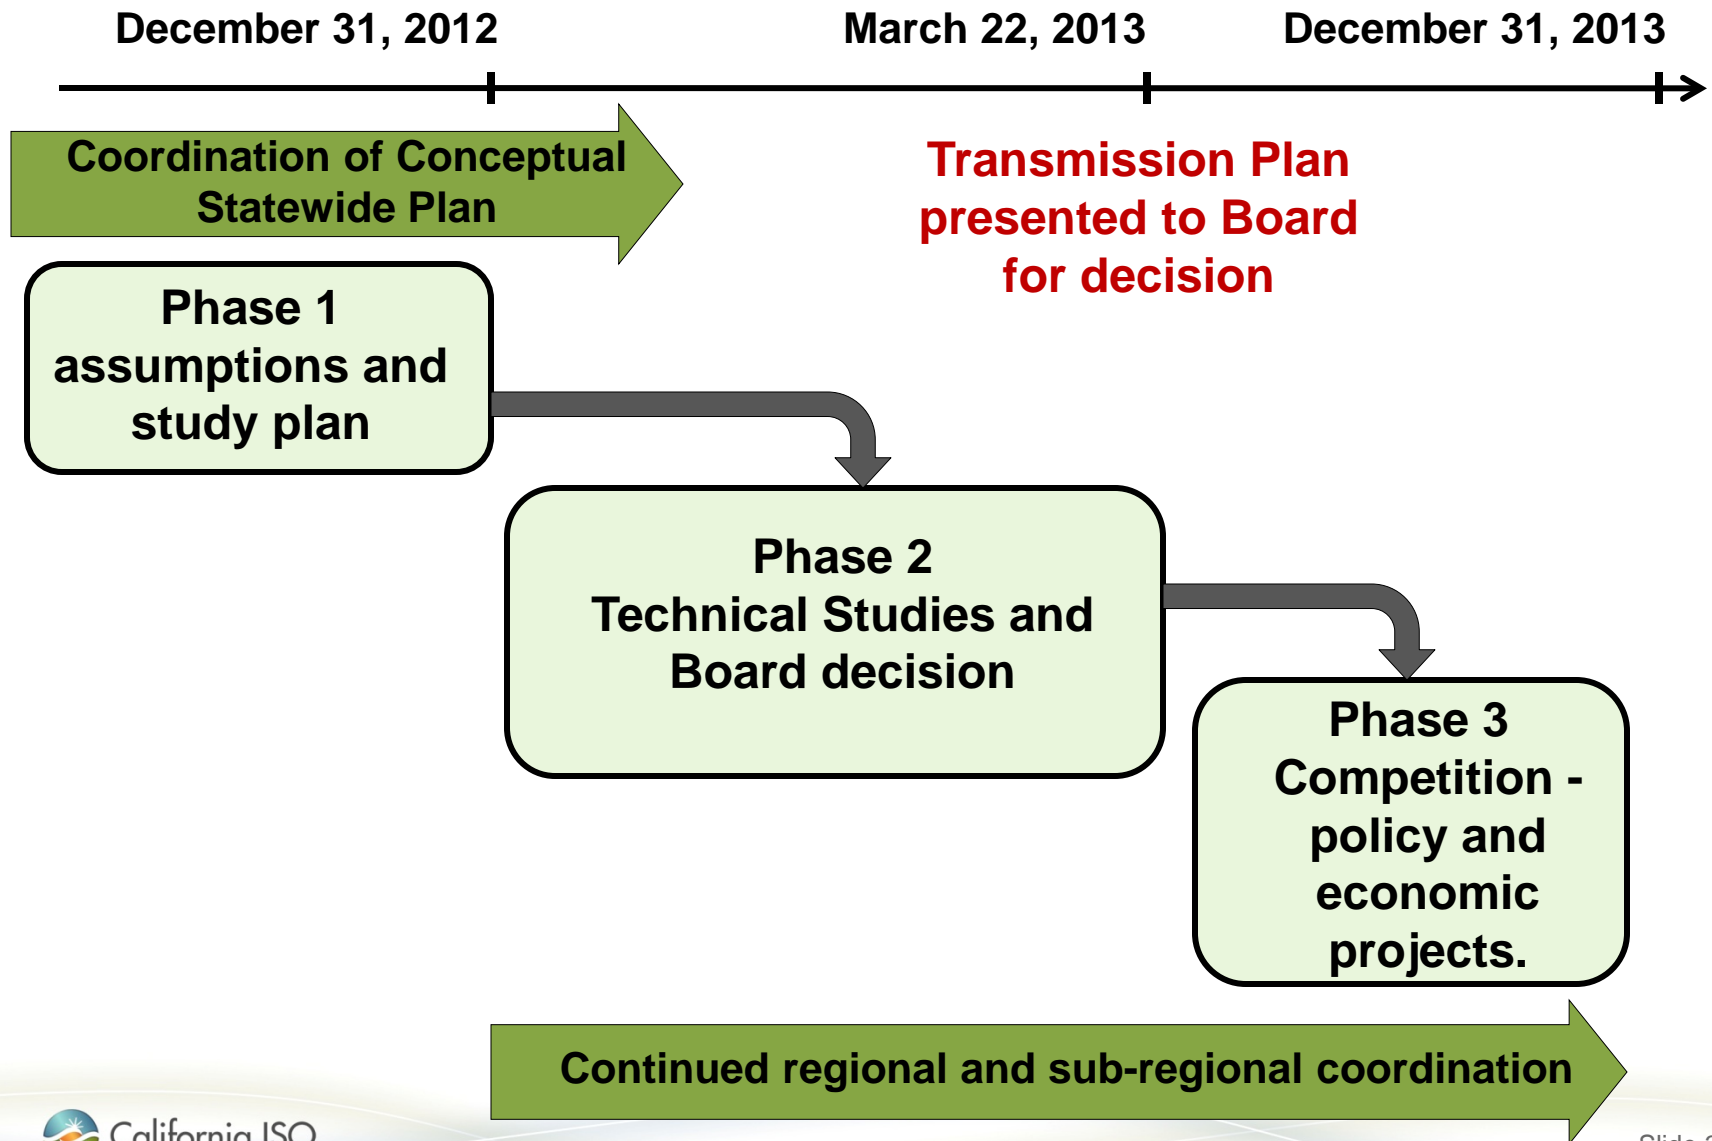 December 31, 2012
March 22, 2013
December 31, 2013
Coordination of Conceptual
Statewide Plan
Transmission Plan
presented to Board
for decision
Phase 1
assumptions and
study plan
Phase 2
Technical Studies and
Board decision
Phase 3
Competition -
policy and
economic
projects.
Continued regional and sub-regional coordination
California ISO
Slide